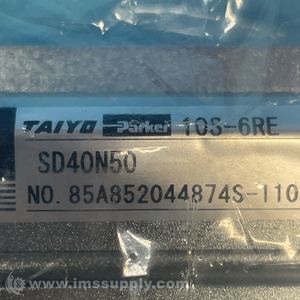 TAIYO Parker 10S-6RE
SD40N50
NO. 85A852044874S-110
www.imssupply.com